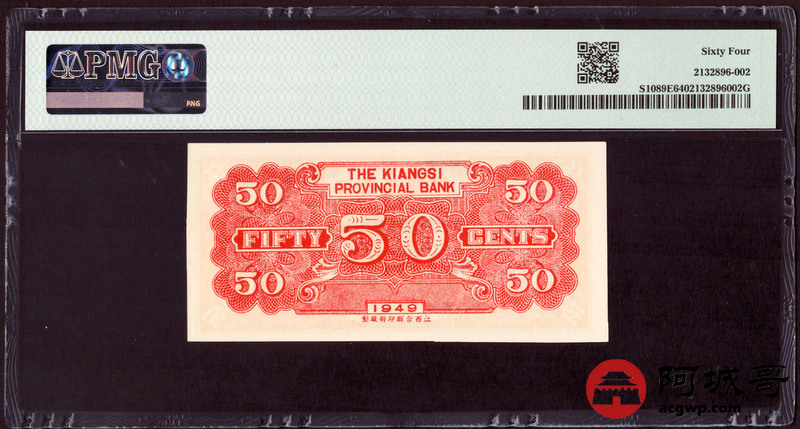 PMG
PNG
Sixty Four
2132896-002
S1089E6402132896002G
50
THE KIANGSI
PROVINCIAL BANK
50
FIFTY
50
CENTS
50
50
1949
阿城哥
acgwp.com